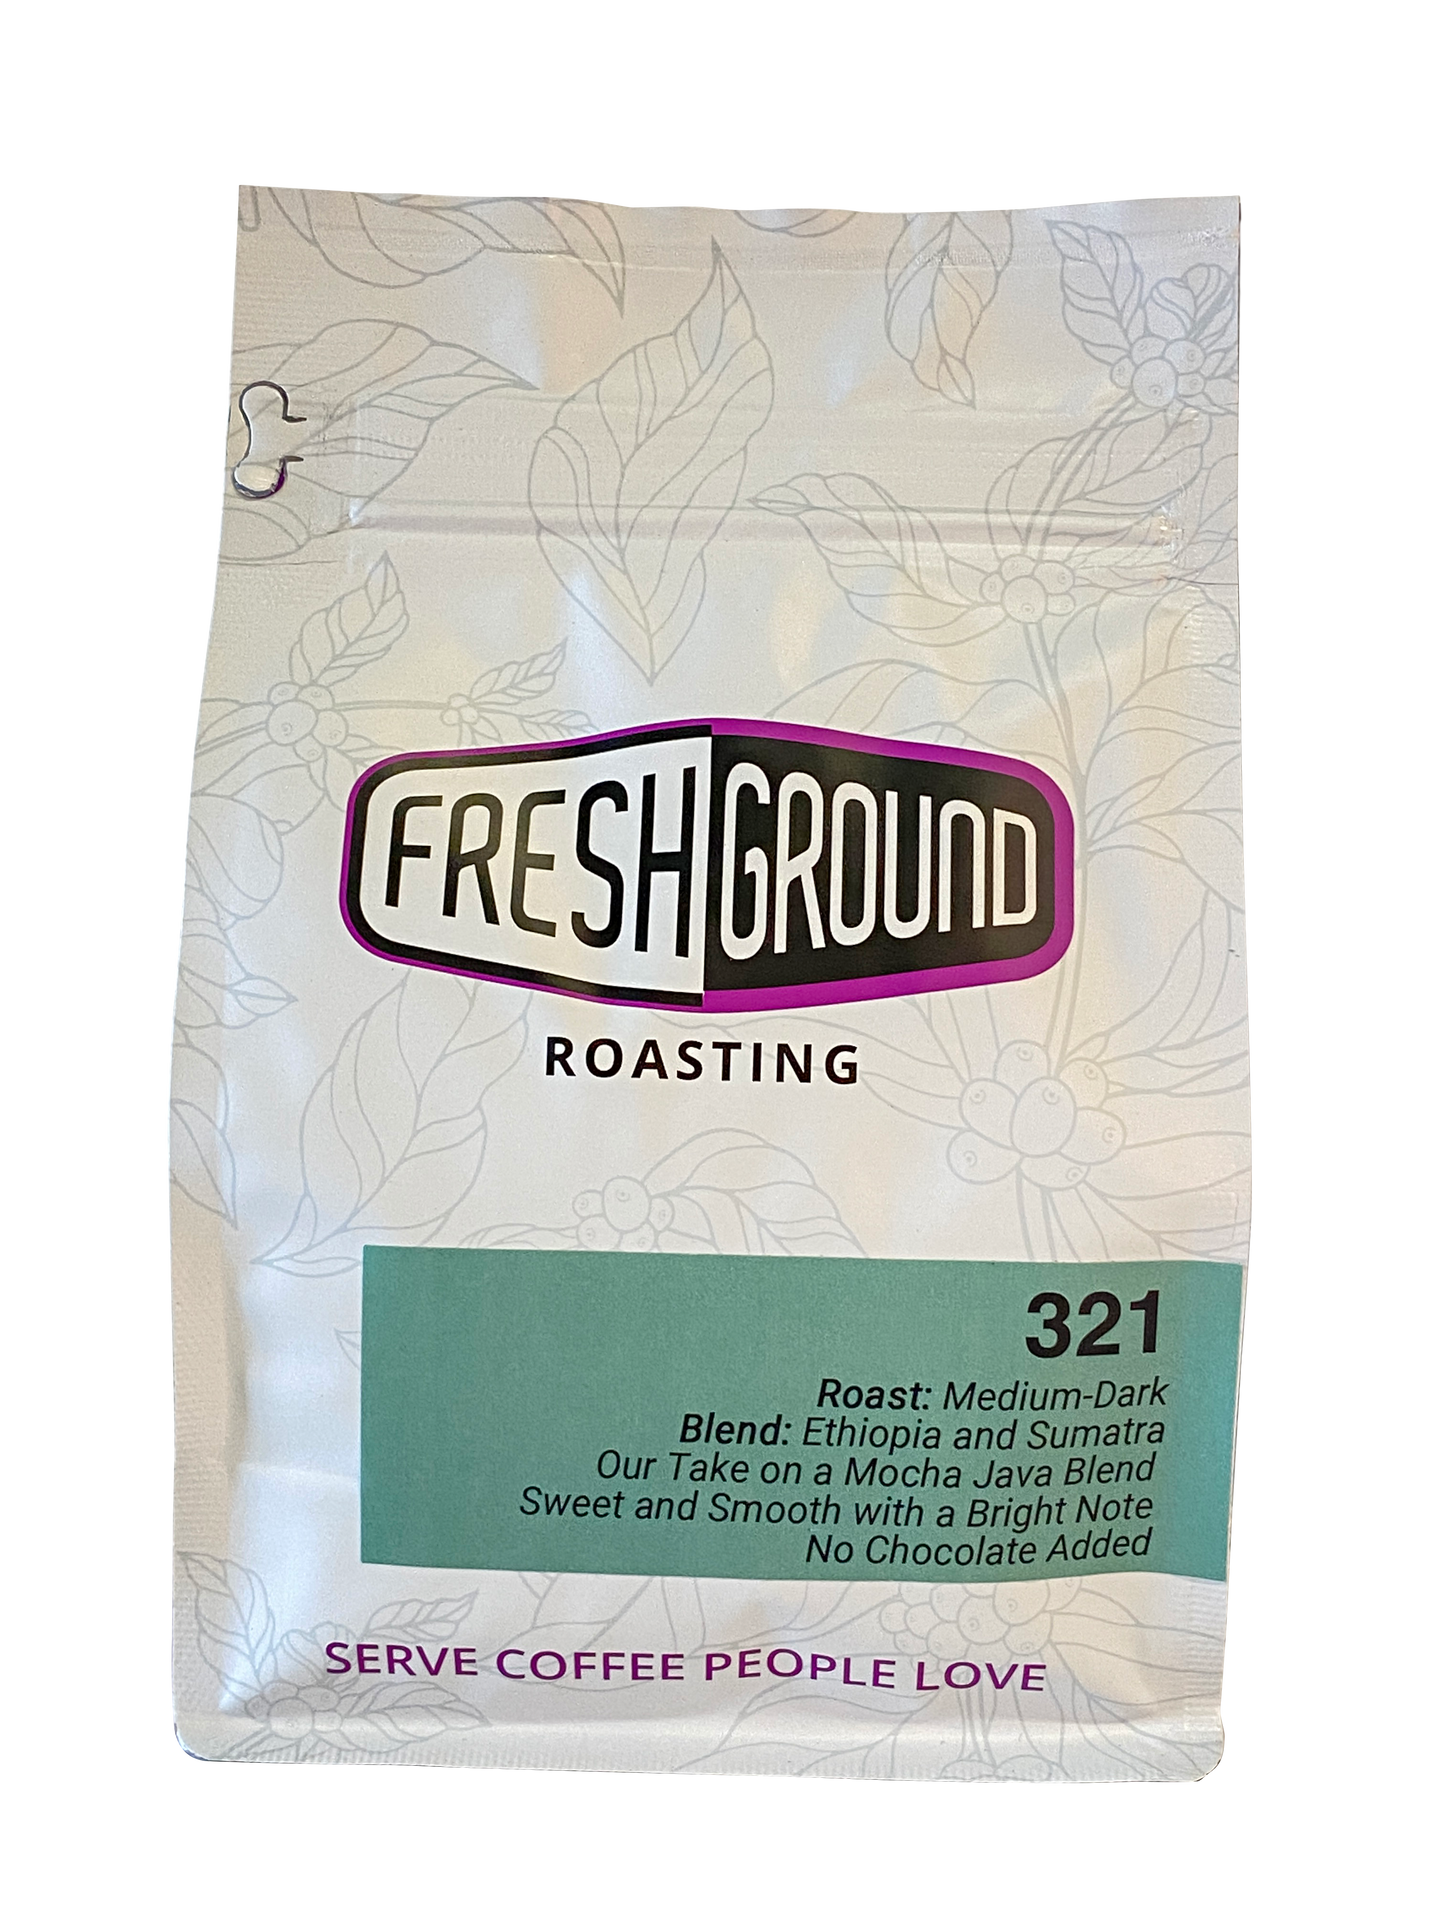 FRESHGROUND
ROASTING
321
Roast: Medium-Dark
Blend: Ethiopia and Sumatra
Our Take on a Mocha Java Blend
Sweet and Smooth with a Bright Note
No Chocolate Added
SERVE COFFEE PEOPLE LOVE